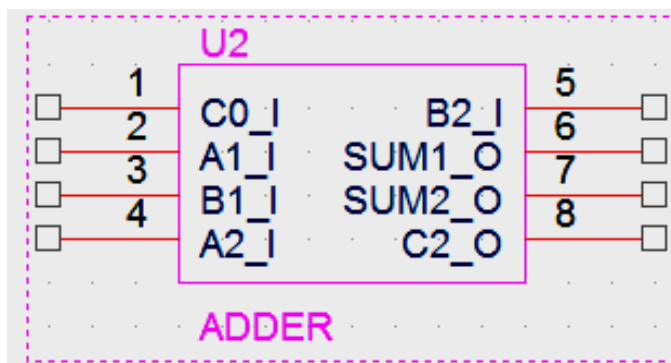 U2
1 C0_I B2_I 5
2 A1_I SUM1_O 6
3 B1_I SUM2_O 7
4 A2_I C2_O 8
ADDER